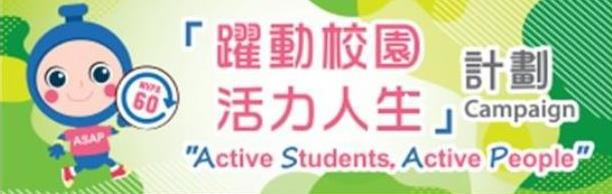 「躍動校園
活力人生」
計劃
Campaign
"Active Students, Active People"
MVPA
60
ASAP